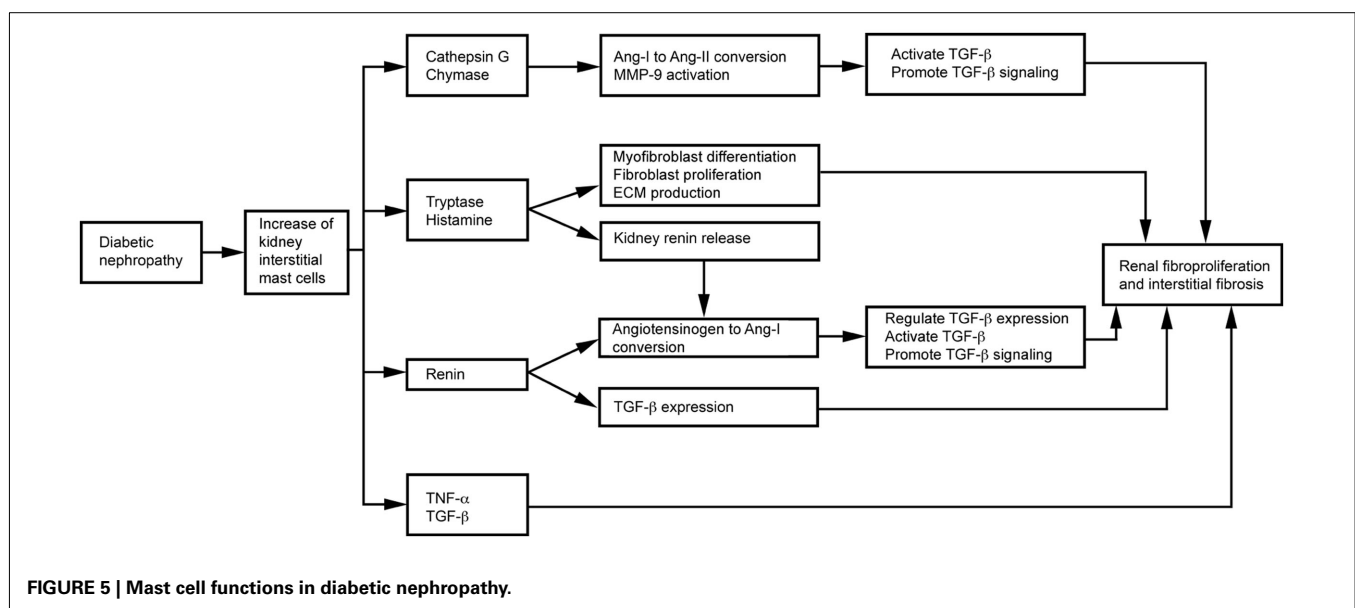 Cathepsin G
Chymase
Ang-I to Ang-II conversion
MMP-9 activation
Activate TGF-β
Promote TGF-β signaling
Myofibroblast differentiation
Fibroblast proliferation
ECM production
Tryptase
Histamine
Kidney renin release
Diabetic
nephropathy
Increase of
kidney
interstitial
mast cells
Renal fibroproliferation
and interstitial fibrosis
Angiotensinogen to Ang-I
conversion
Regulate TGF-β expression
Activate TGF-β
Promote TGF-β signaling
Renin
TGF-β expression
TNF-α
TGF-β
FIGURE 5 | Mast cell functions in diabetic nephropathy.